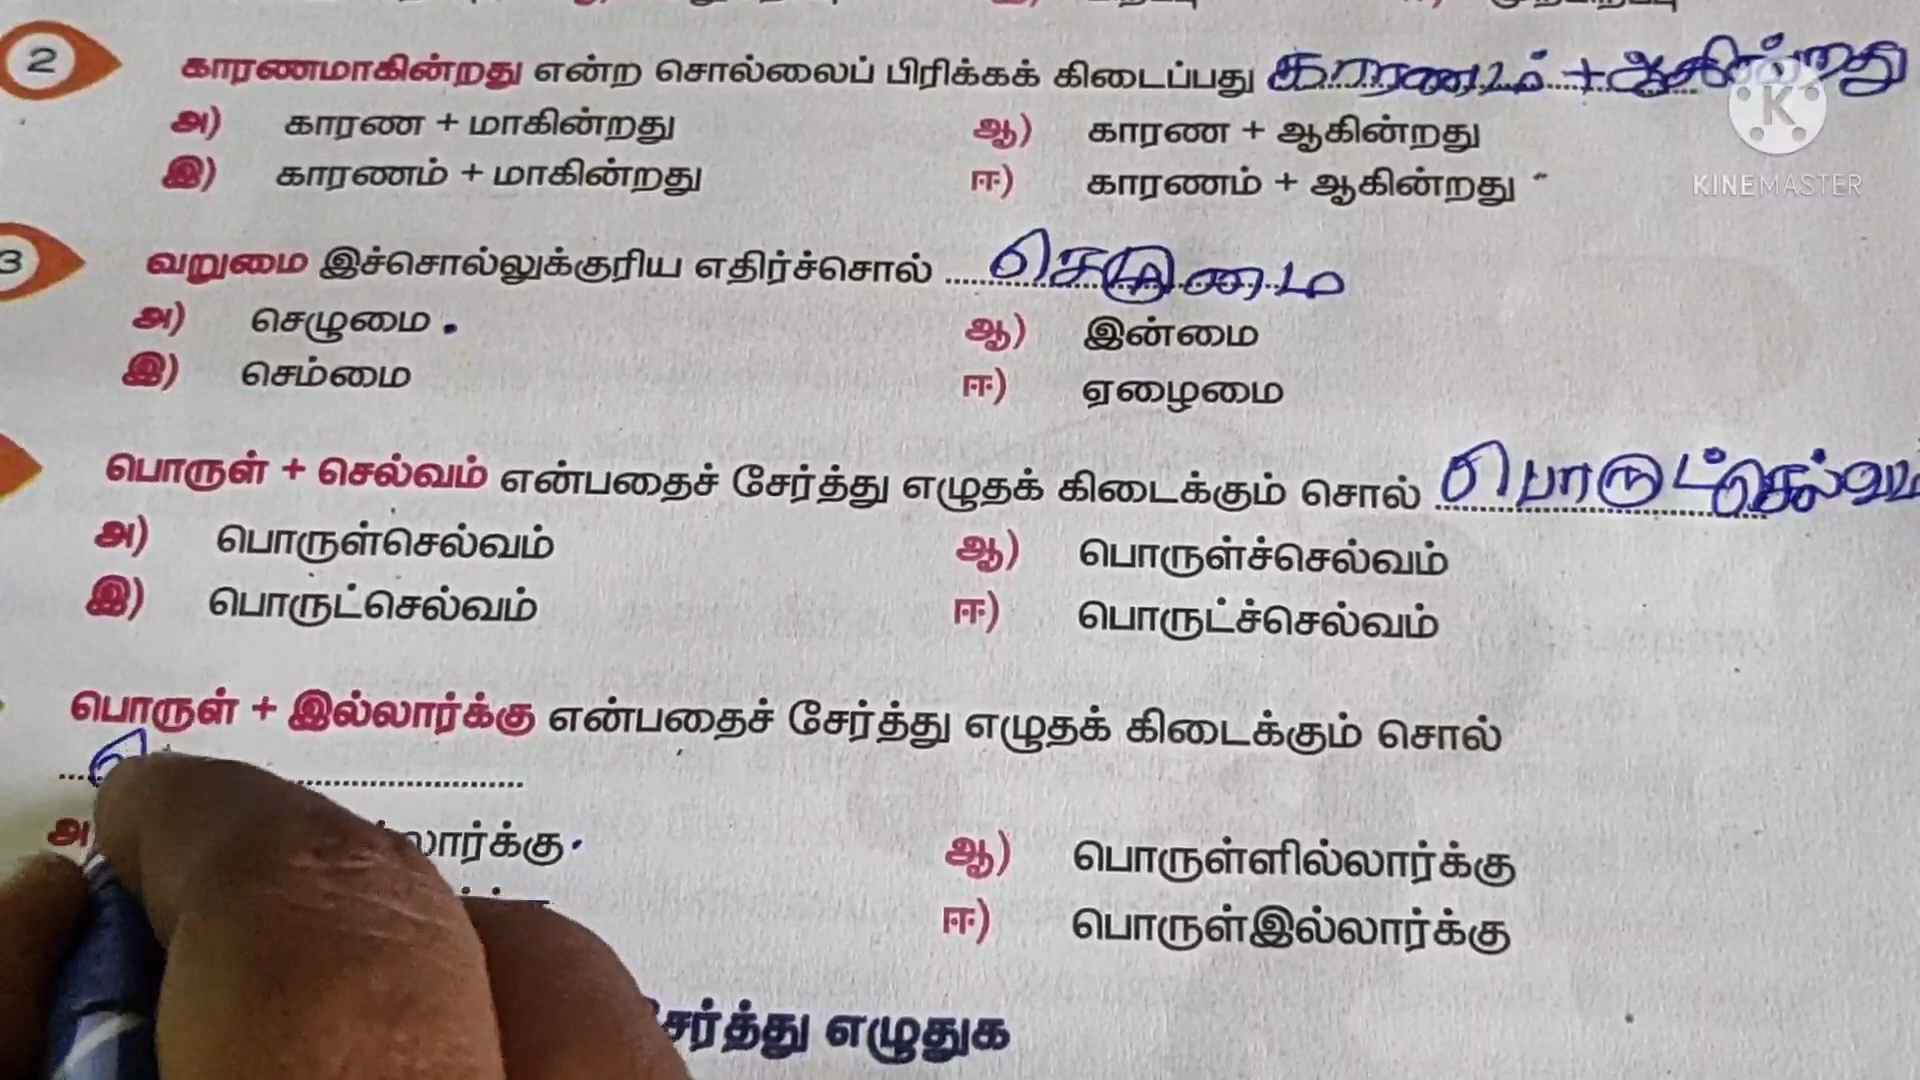 2 காரணமாகின்றது என்ற சொல்லைப் பிரிக்கக் கிடைப்பது காரணம் + ஆகின்றது
அ) காரண + மாகின்றது ஆ) காரண + ஆகின்றது
இ) காரணம் + மாகின்றது ஈ) காரணம் + ஆகின்றது
KINEMASTER
3 வறுமை இச்சொல்லுக்குரிய எதிர்ச்சொல்
அ) செழுமை ஆ) இன்மை
இ) செம்மை ஈ) ஏழைமை
பொருள் + செல்வம் என்பதைச் சேர்த்து எழுதக் கிடைக்கும் சொல் பொருட்செல்வம்
அ) பொருள்செல்வம் ஆ) பொருள்ச்செல்வம்
இ) பொருட்செல்வம் ஈ) பொருட்ச்செல்வம்
பொருள் + இல்லார்க்கு என்பதைச் சேர்த்து எழுதக் கிடைக்கும் சொல்
அ லார்க்கு ஆ) பொருள்ளில்லார்க்கு
ஈ) பொருள்இல்லார்க்கு
சேர்த்து எழுதுக